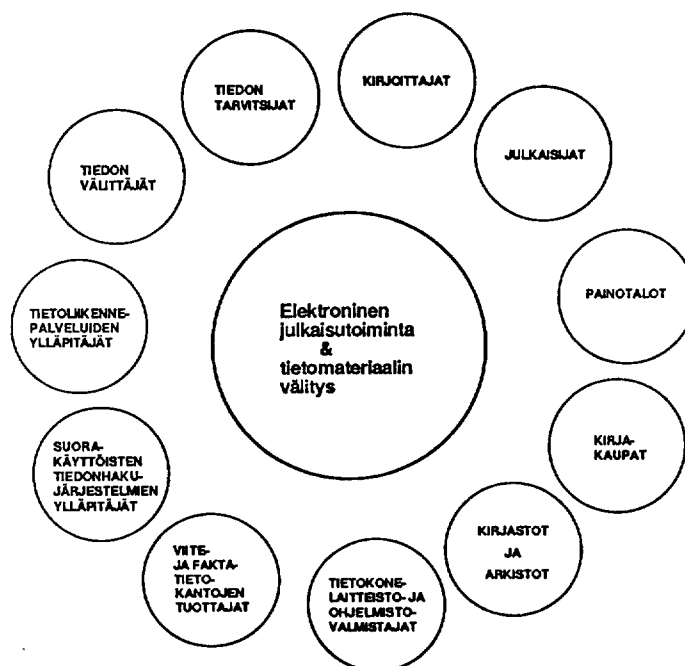 TIEDON
TARVITSIJAT
KIRJOITTAJAT
JULKAISIJAT
PAINOTALOT
KIRJA-
KAUPAT
KIRJASTOT
JA
ARKISTOT
TIETOKONE-
LAITTEISTO- JA
OHJELMISTO-
VALMISTAJAT
VIITE-
JA FAKTA-
TIETO-
KANTOJEN
TUOTTAJAT
SUORA-
KÄYTTÖISTEN
TIEDONHAKU-
JÄRJESTELMIEN
YLLÄPITÄJÄT
TIETOLIIKENNE-
PALVELUIDEN
YLLÄPITÄJÄT
TIEDON
VÄLITTÄJÄT
Elektroninen
julkaisutoiminta
&
tietomateriaalin
välitys